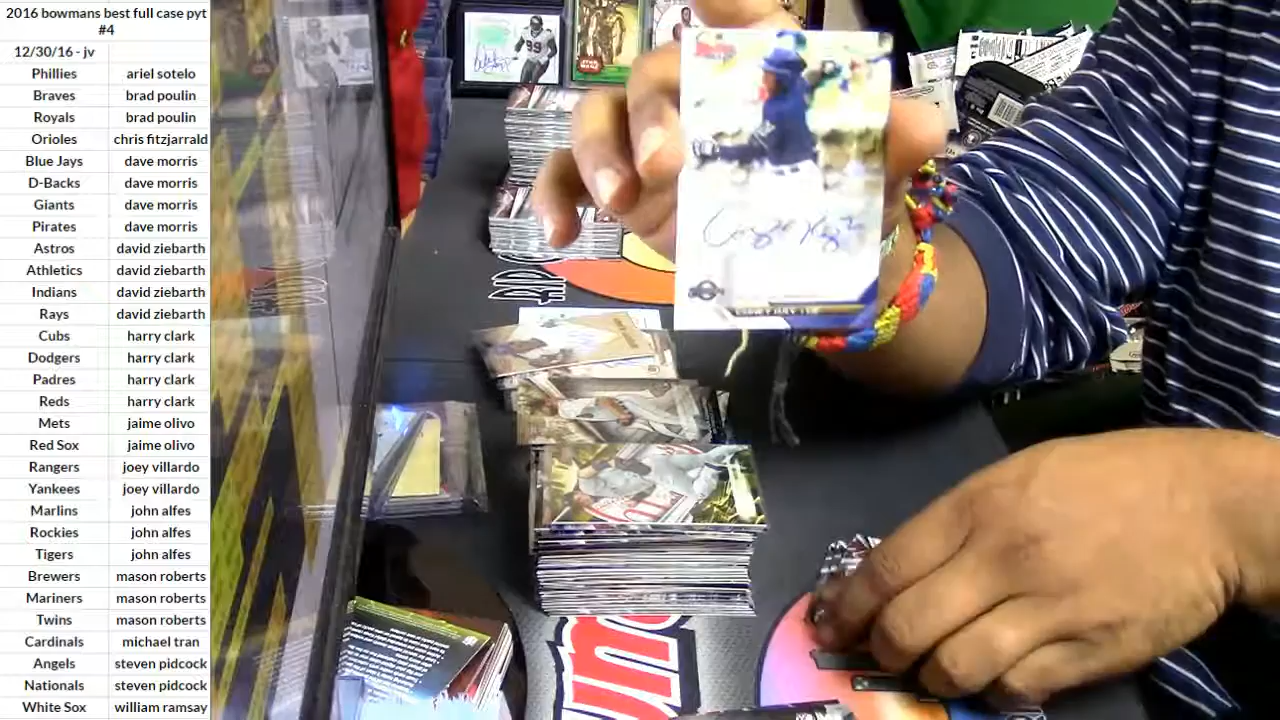 2016 bowmans best full case pyt
#4
12/30/16 - jv
Phillies ariel sotelo
Braves brad poulin
Royals brad poulin
Orioles chris fitzjarrald
Blue Jays dave morris
D-Backs dave morris
Giants dave morris
Pirates dave morris
Astros david ziebarth
Athletics david ziebarth
Indians david ziebarth
Rays david ziebarth
Cubs harry clark
Dodgers harry clark
Padres harry clark
Reds harry clark
Mets jaime olivo
Red Sox jaime olivo
Rangers joey villardo
Yankees joey villardo
Marlins john alfes
Rockies john alfes
Tigers john alfes
Brewers mason roberts
Mariners mason roberts
Twins mason roberts
Cardinals michael tran
Angels steven pidcock
Nationals steven pidcock
White Sox william ramsay
99
STAR WARS
RIP